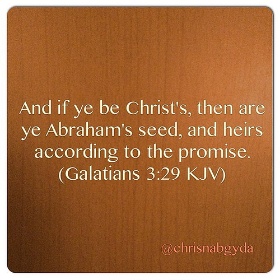 And if ye be Christ's, then are
ye Abraham's seed, and heirs
according to the promise.
(Galatians 3:29 KJV)
@chrisnabgyda